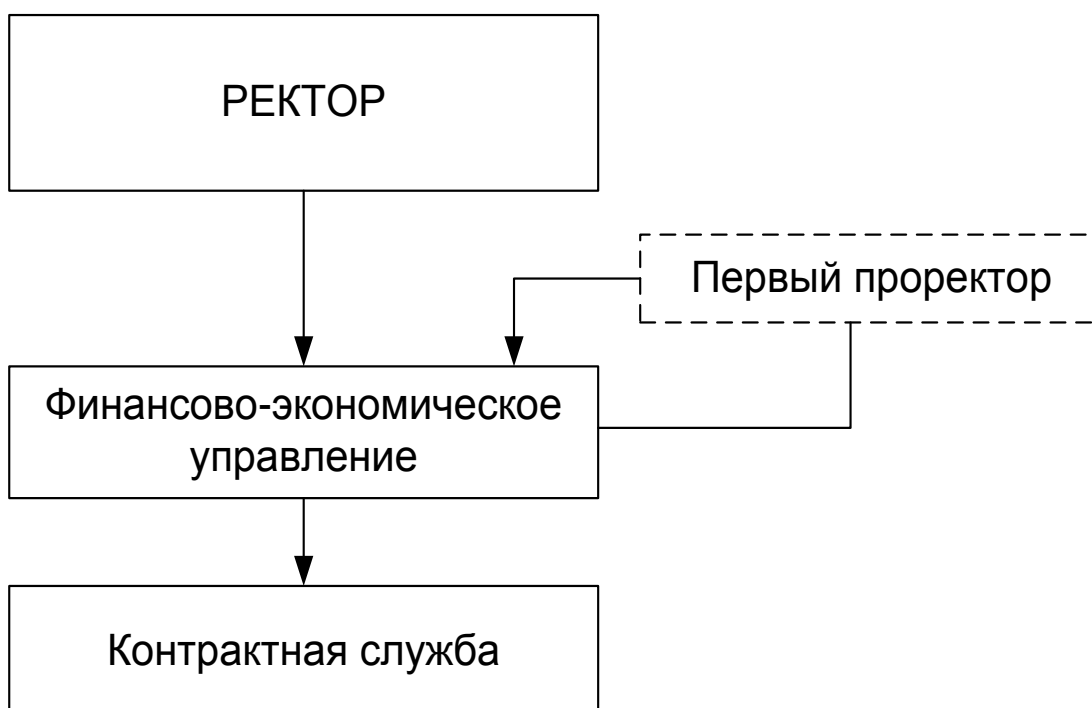 РЕКТОР
Первый проректор
Финансово-экономическое
управление
Контрактная служба